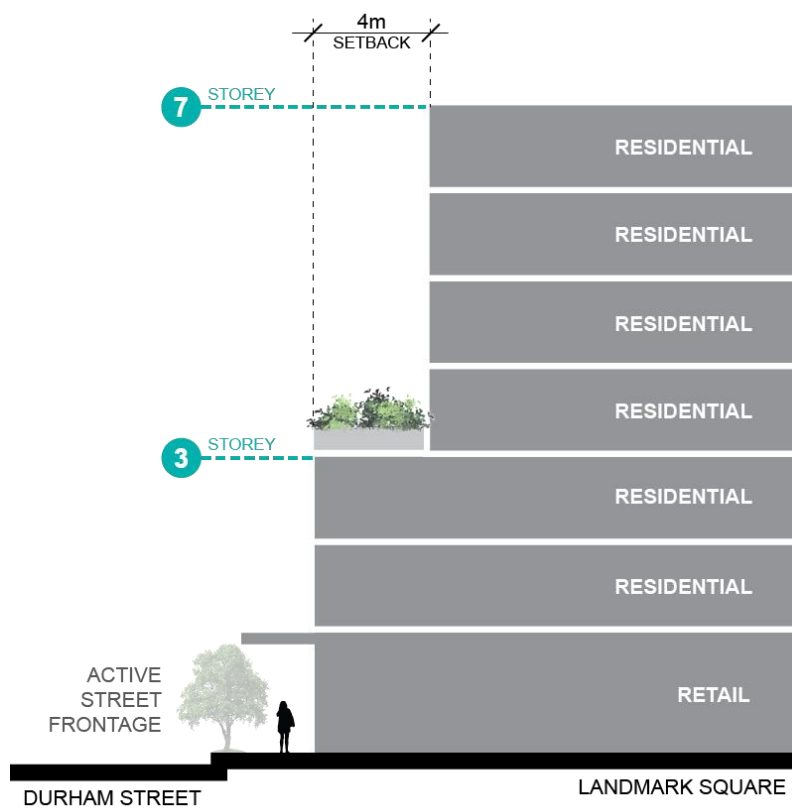 4m
SETBACK
7 STOREY
RESIDENTIAL
RESIDENTIAL
RESIDENTIAL
RESIDENTIAL
3 STOREY
RESIDENTIAL
RESIDENTIAL
ACTIVE
STREET
FRONTAGE
RETAIL
DURHAM STREET
LANDMARK SQUARE